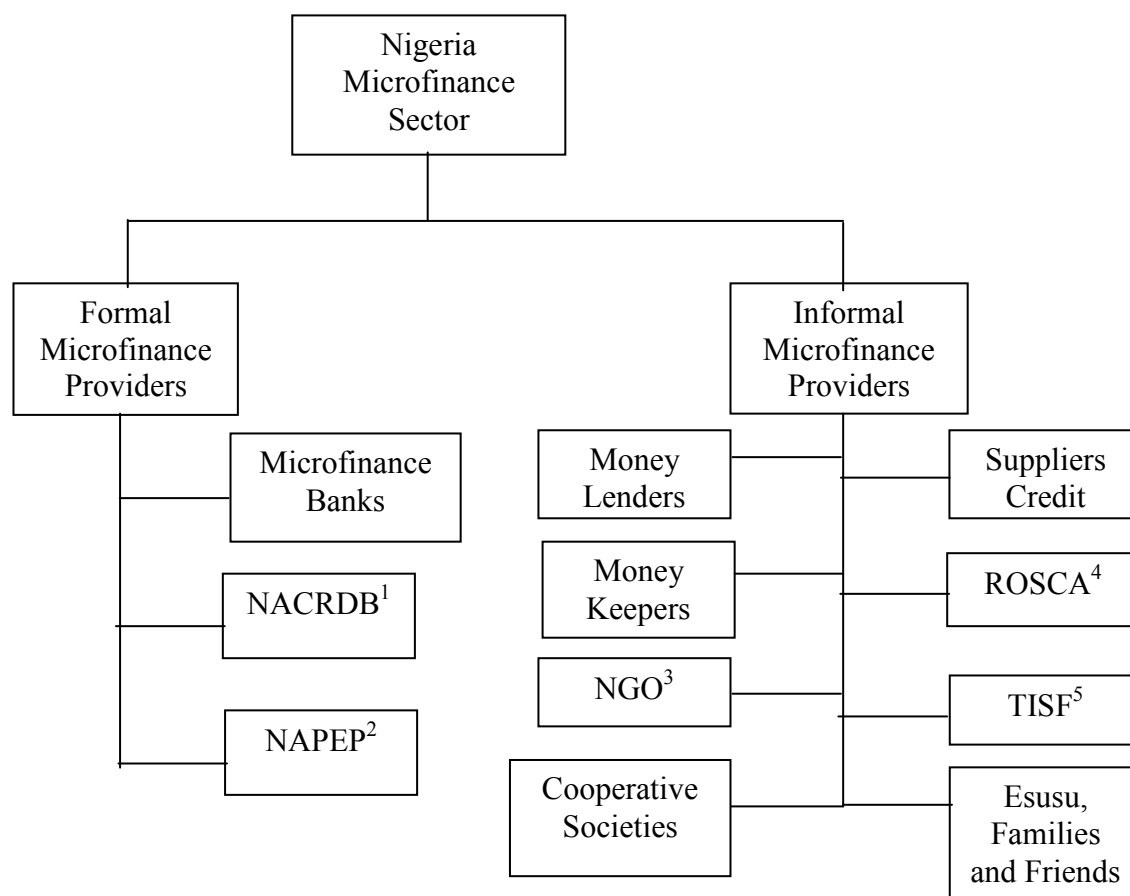 Nigeria
Microfinance
Sector
Formal
Microfinance
Providers
Informal
Microfinance
Providers
Microfinance
Banks
NACRDB1
NAPEP2
Money
Lenders
Money
Keepers
NGO3
Cooperative
Societies
Suppliers
Credit
ROSCA4
TISF5
Esusu,
Families
and Friends